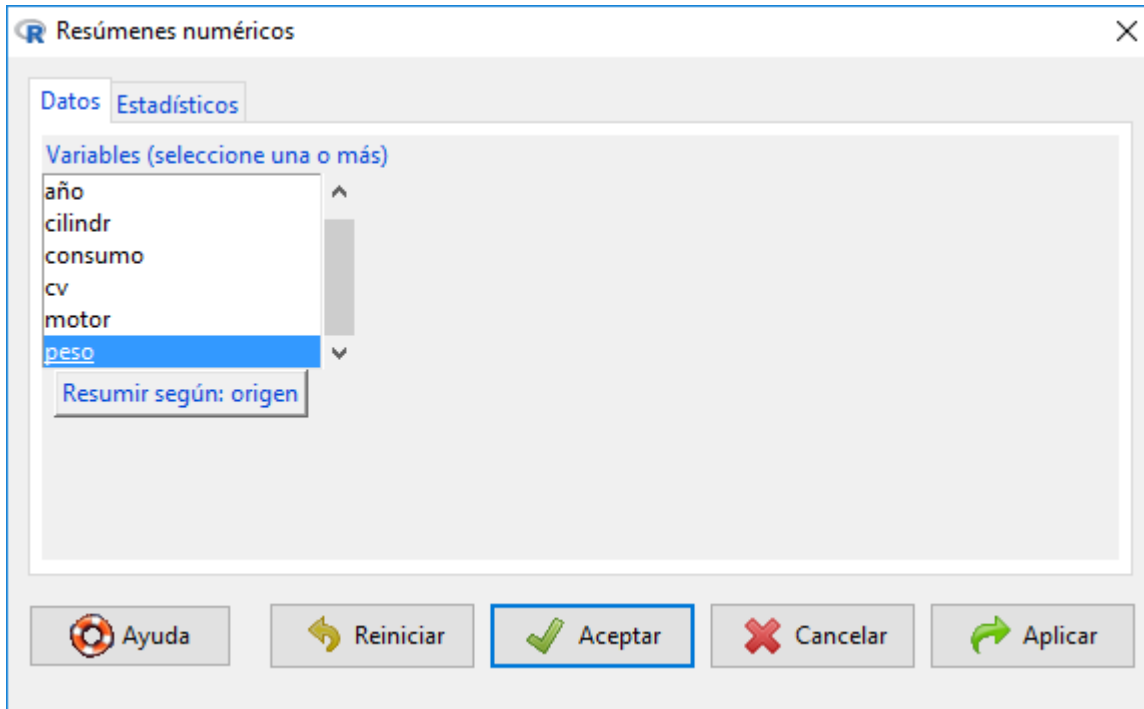 Resúmenes numéricos
Datos Estadísticos
Variables (seleccione una o más)
año
cilindr
consumo
cv
motor
peso
Resumir según: origen
Ayuda Reiniciar Aceptar Cancelar Aplicar